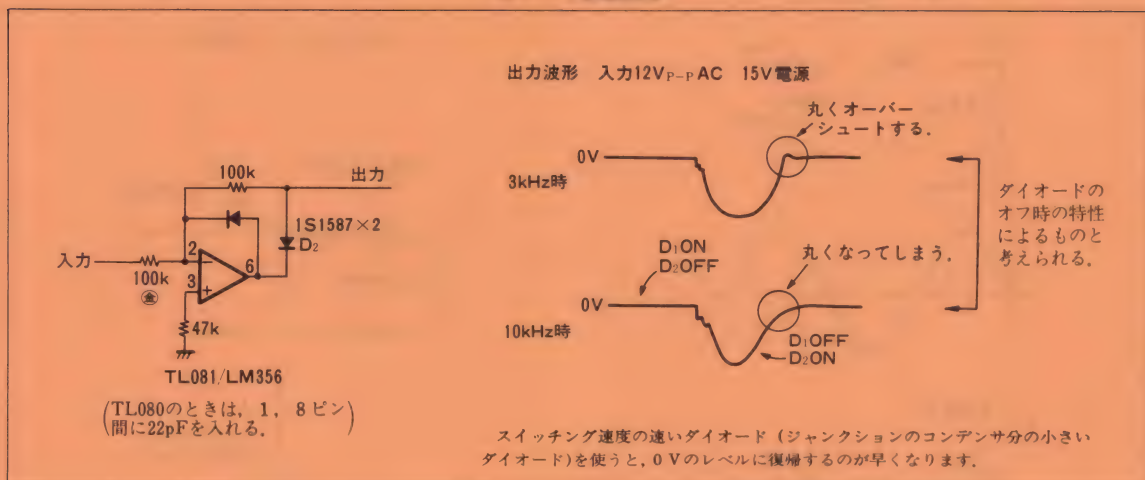 出力波形 入力12VP-P AC 15V電源
丸くオーバー
シュートする.
0V
3kHz時
ダイオードの
オフ時の特性
によるものと
考えられる。
D1ON
D2OFF
丸くなってしまう.
0V
10kHz時
D1OFF
D2ON
100k
出力
1S1587×2
D2
入力
100k
金
2
3
6
47k
TL081/LM356
(TL080のときは, 1, 8ピン
間に22pFを入れる.)
スイッチング速度の速いダイオード (ジャンクションのコンデンサ分の小さい
ダイオード)を使うと, 0Vのレベルに復帰するのが早くなります.